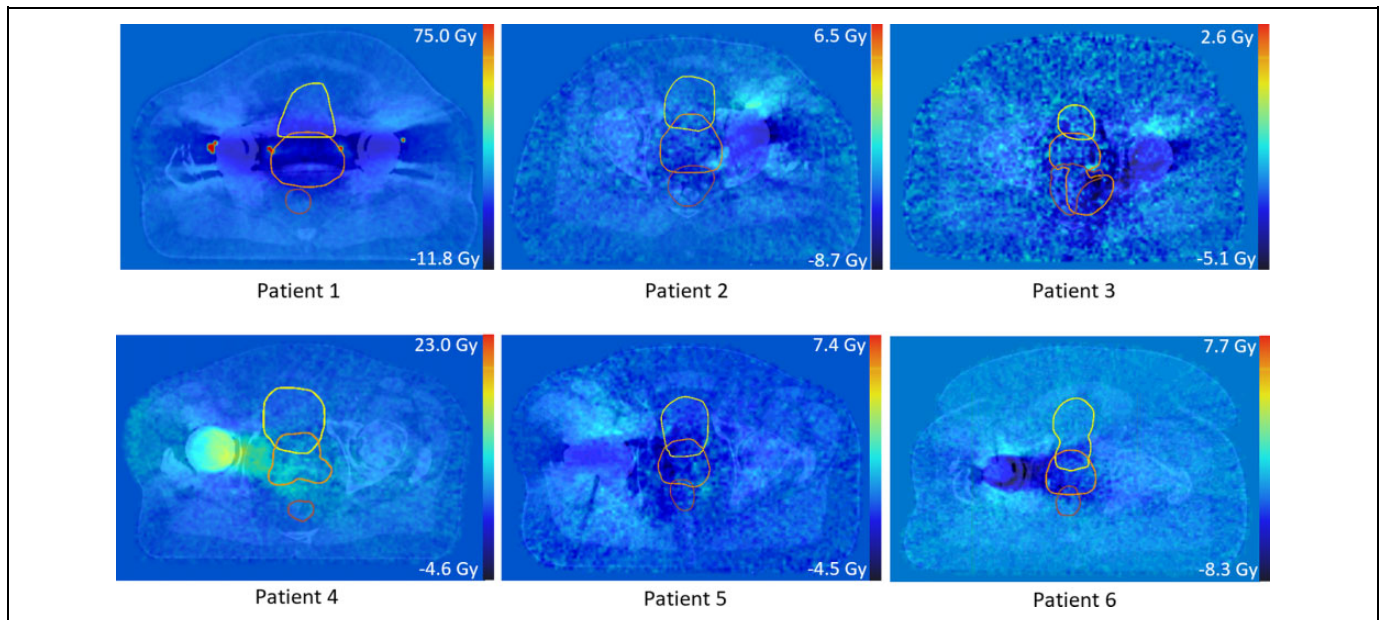 75.0 Gy
-11.8 Gy
Patient 1
6.5 Gy
-8.7 Gy
Patient 2
2.6 Gy
-5.1 Gy
Patient 3
23.0 Gy
-4.6 Gy
Patient 4
7.4 Gy
-4.5 Gy
Patient 5
7.7 Gy
-8.3 Gy
Patient 6